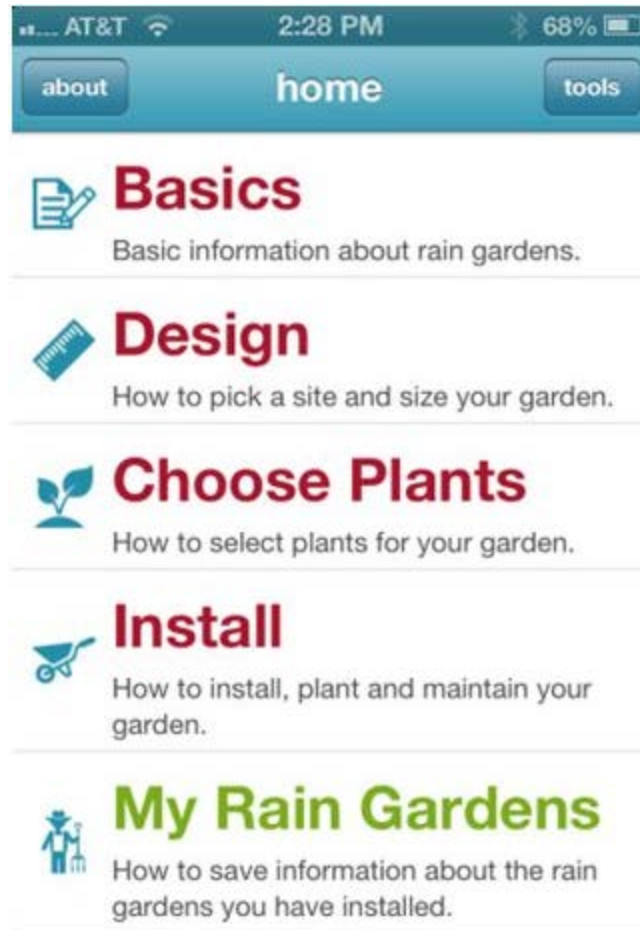 AT&T 2:28 PM 68%
about home tools
Basics
Basic information about rain gardens.
Design
How to pick a site and size your garden.
Choose Plants
How to select plants for your garden.
Install
How to install, plant and maintain your
garden.
My Rain Gardens
How to save information about the rain
gardens you have installed.